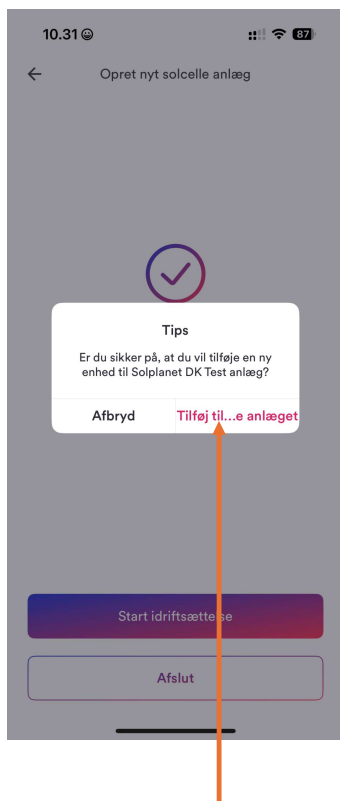 10.31
87
Opret nyt solcelle anlæg
Tips
Er du sikker på, at du vil tilføje en ny
enhed til Solplanet DK Test anlæg?
Afbryd
Tilføj til...e anlæget
Start idriftsættelse
Afslut